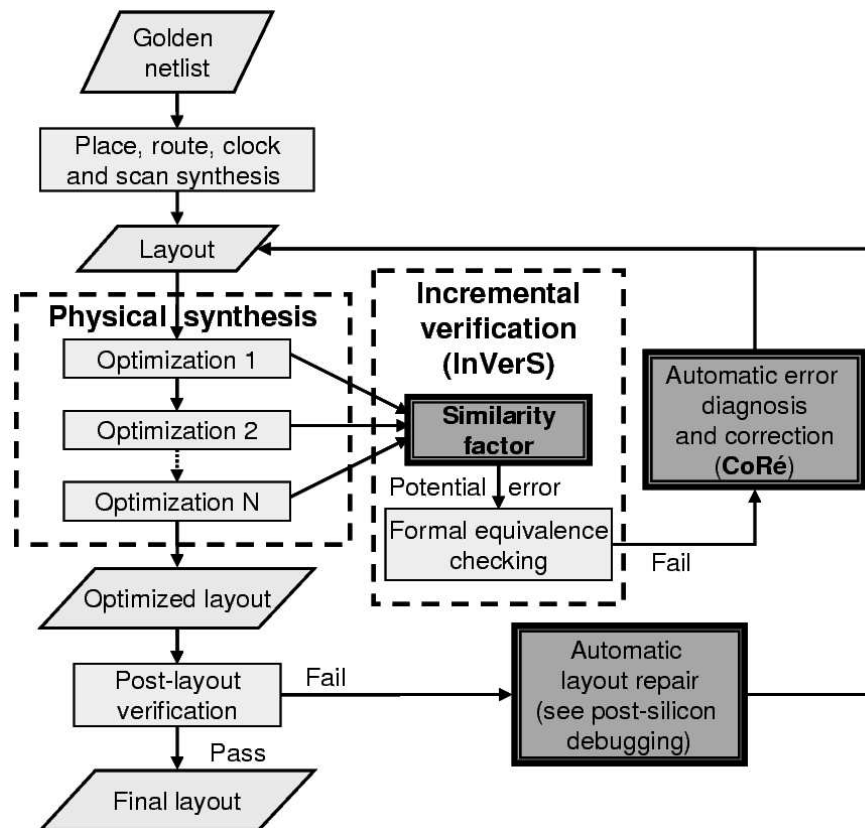 Golden
netlist
Place, route, clock
and scan synthesis
Layout
Physical synthesis
Optimization 1
Optimization 2
Optimization N
Incremental
verification
(InVerS)
Similarity
factor
Potential error
Formal equivalence
checking
Fail
Automatic error
diagnosis
and correction
(CoRé)
Optimized layout
Post-layout
verification
Fail
Automatic
layout repair
(see post-silicon
debugging)
Pass
Final layout